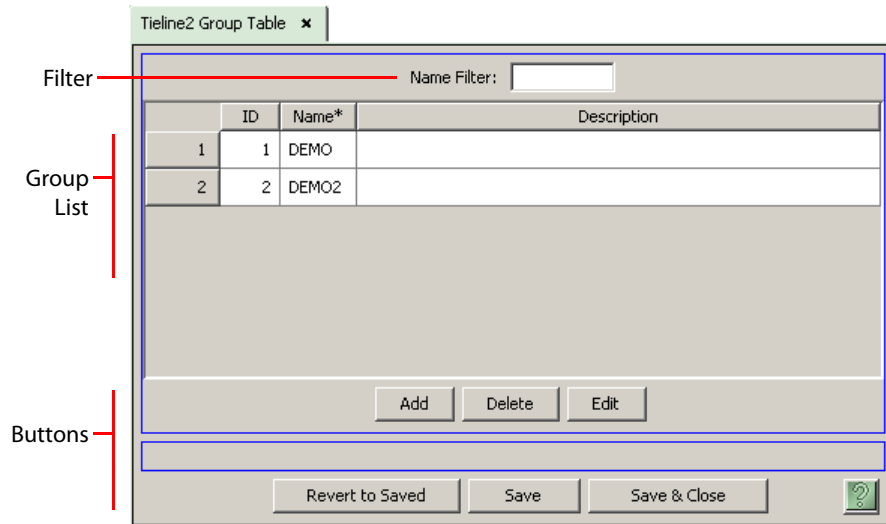 Tieline2 Group Table ×
Filter
Name Filter:
ID Name* Description
1 1 DEMO
2 2 DEMO2
Group
List
Add Delete Edit
Buttons
Revert to Saved Save Save & Close ?